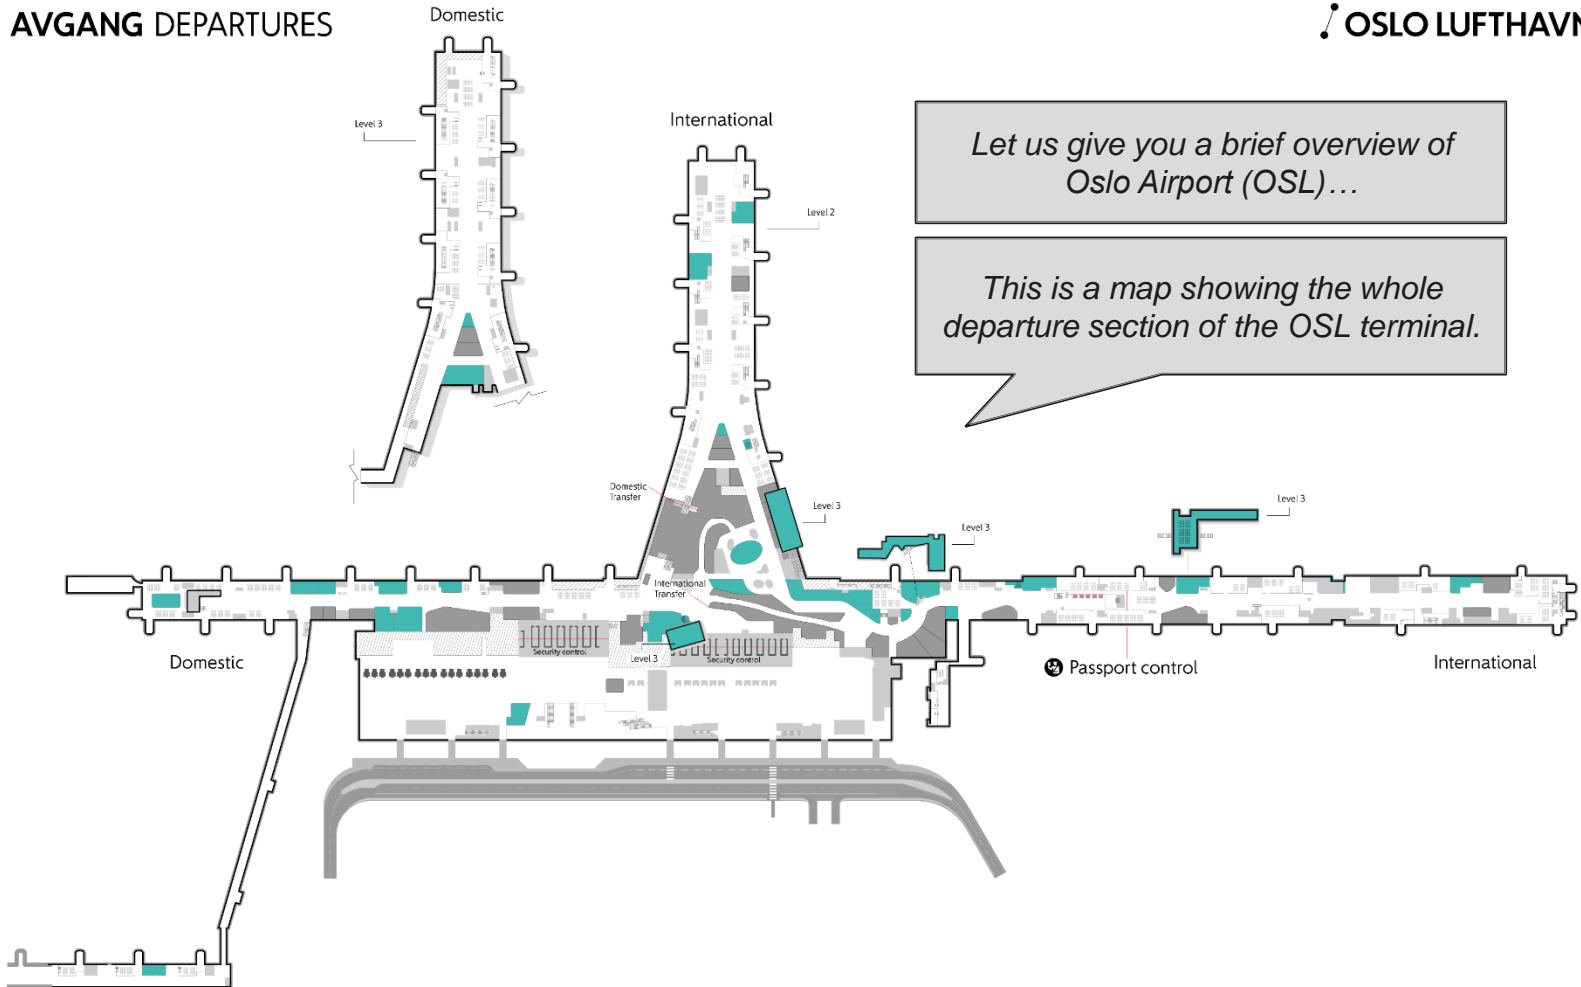 AVGANG DEPARTURES
Domestic
OSLO LUFTHAVN
Level 3
International
Let us give you a brief overview of
Oslo Airport (OSL)…
Level 2
This is a map showing the whole
departure section of the OSL terminal.
Domestic
Transfer
Level 3
Level 3
Level 3
International
Transfer
Domestic
Security control
Level 3
Security control
Passport control
International